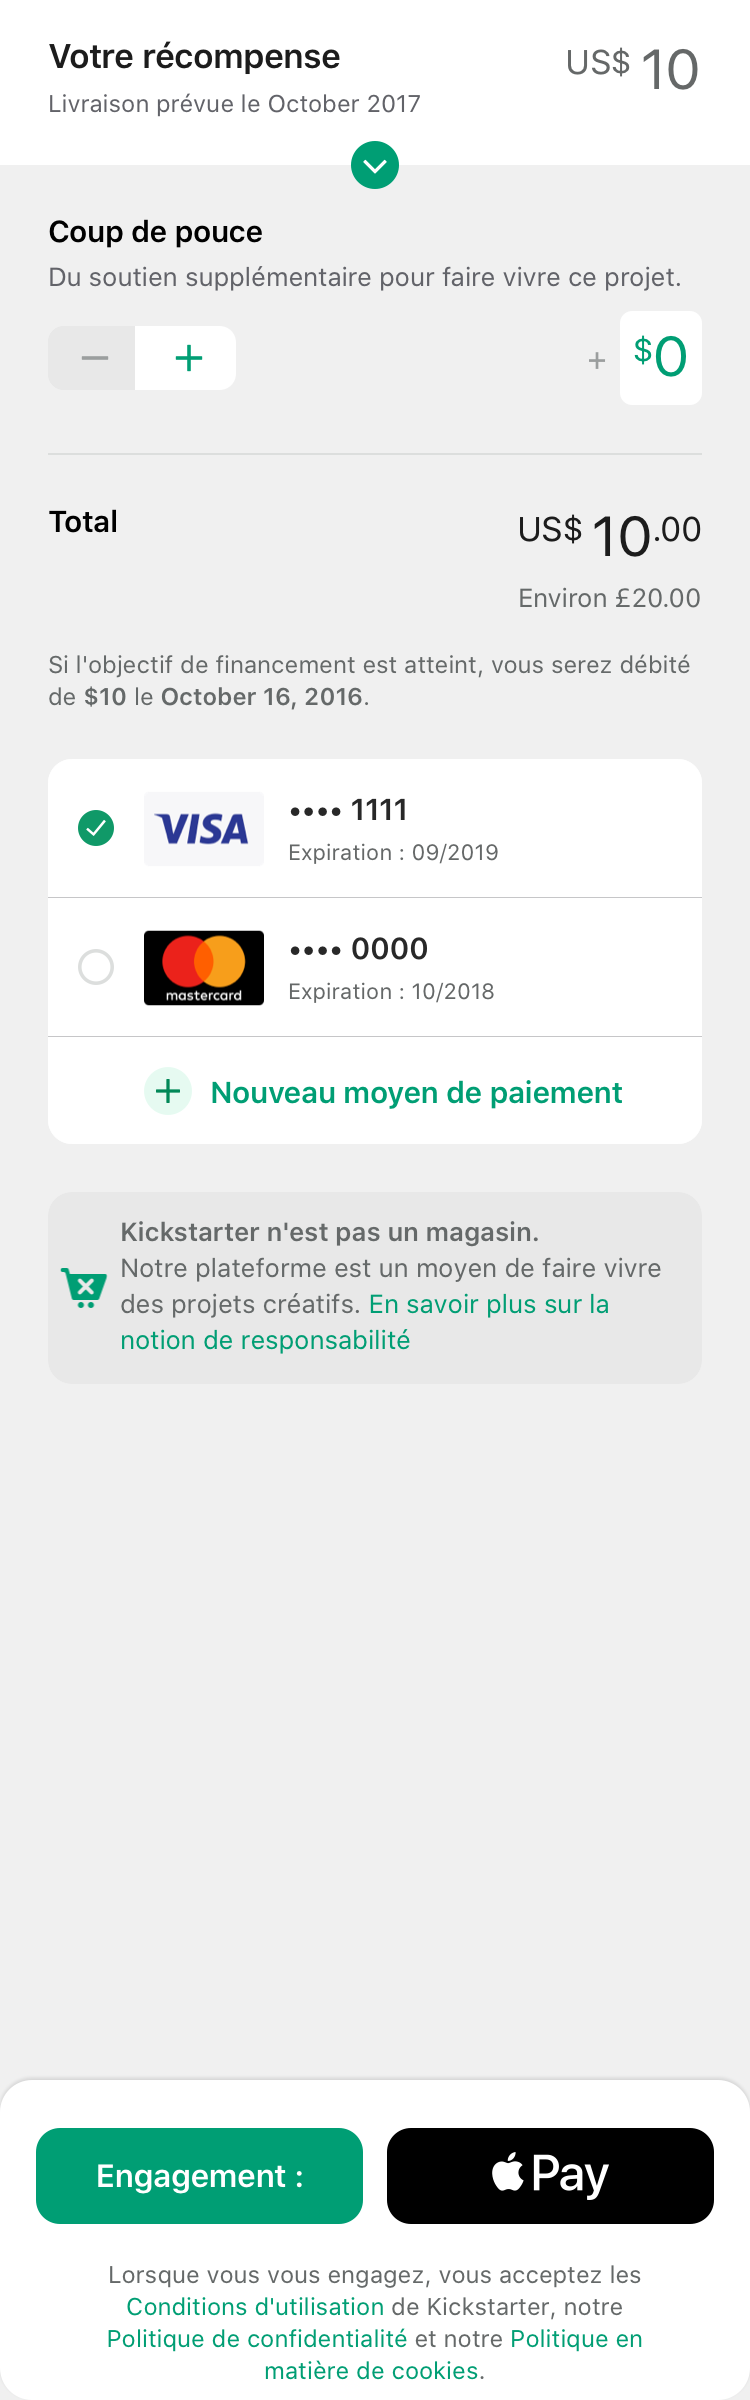 Votre récompense
US$ 10
Livraison prévue le October 2017
Coup de pouce
Du soutien supplémentaire pour faire vivre ce projet.
+ $0
Total
US$ 10.00
Environ £20.00
Si l'objectif de financement est atteint, vous serez débité
de $10 le October 16, 2016.
VISA
•••• 1111
Expiration : 09/2019
mastercard
•••• 0000
Expiration : 10/2018
Nouveau moyen de paiement
Kickstarter n'est pas un magasin.
Notre plateforme est un moyen de faire vivre
des projets créatifs. En savoir plus sur la
notion de responsabilité
Engagement :
Pay
Lorsque vous vous engagez, vous acceptez les
Conditions d'utilisation de Kickstarter, notre
Politique de confidentialité et notre Politique en
matière de cookies.